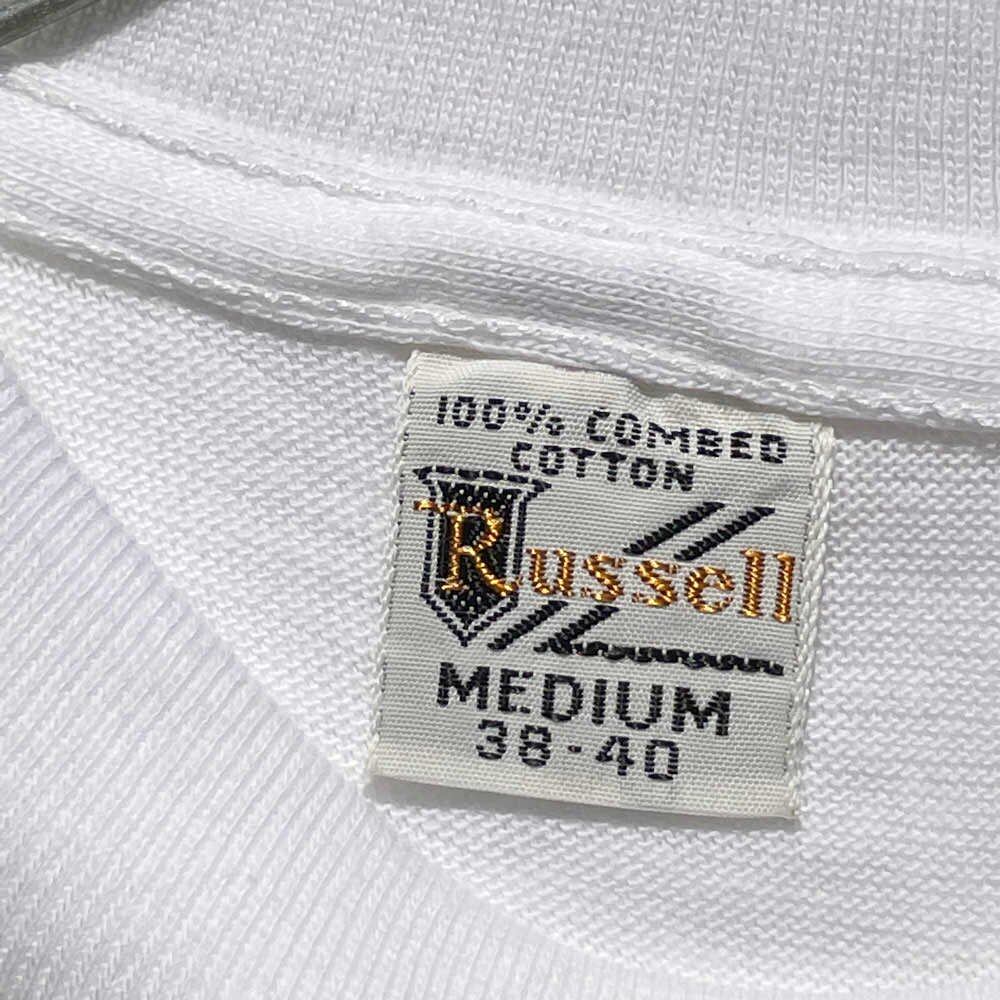 100% COMBED
COTTON
Russell
MEDIUM
38-40